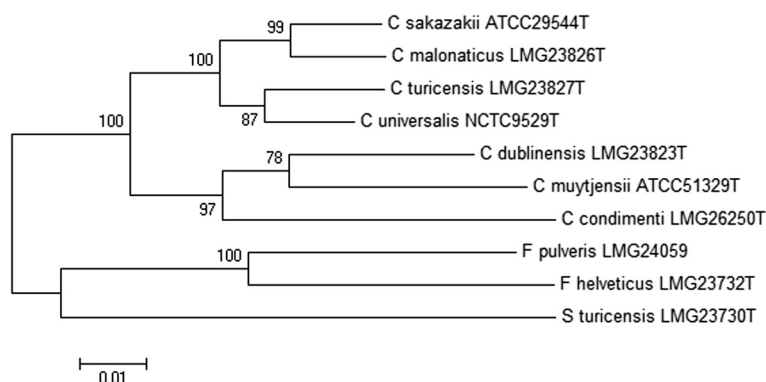 C sakazakii ATCC29544T
99
C malonaticus LMG23826T
100
C turicensis LMG23827T
87
C universalis NCTC9529T
100
C dublinensis LMG23823T
78
C muytjensii ATCC51329T
97
C condimenti LMG26250T
F pulveris LMG24059
100
F helveticus LMG23732T
S turicensis LMG23730T
0.01